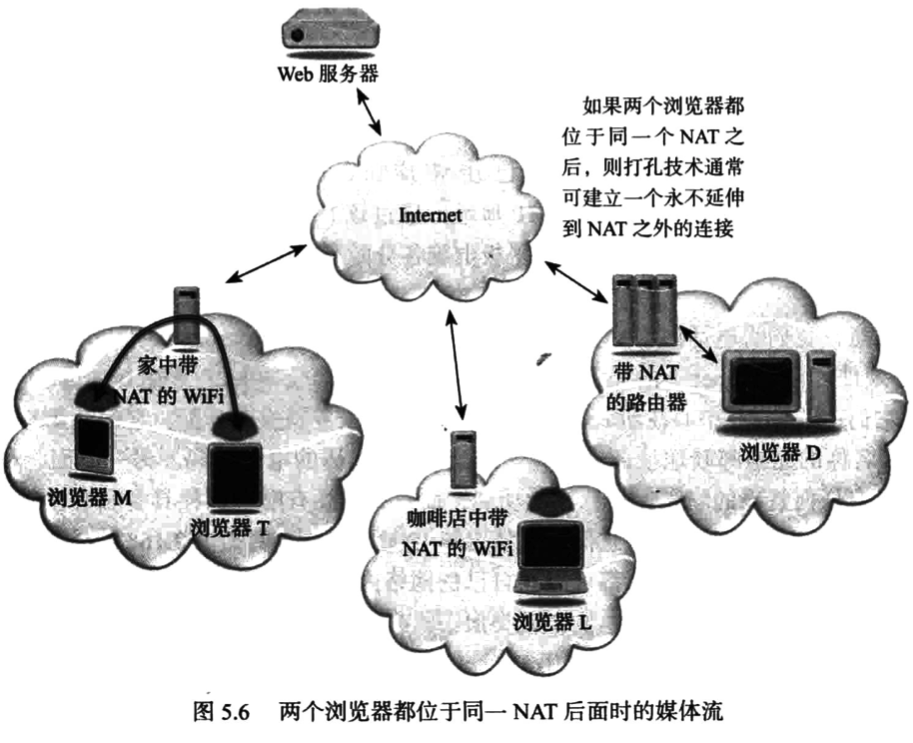 Web 服务器
如果两个浏览器都
位于同一个 NAT 之
后，则打孔技术通常
可建立一个永不延伸
到 NAT 之外的连接
Internet
家中带
NAT 的 WiFi
带 NAT
的路由器
浏览器 D
浏览器 M
浏览器 T
咖啡店中带
NAT 的 WiFi
浏览器 L
图 5.6 两个浏览器都位于同一 NAT 后面时的媒体流